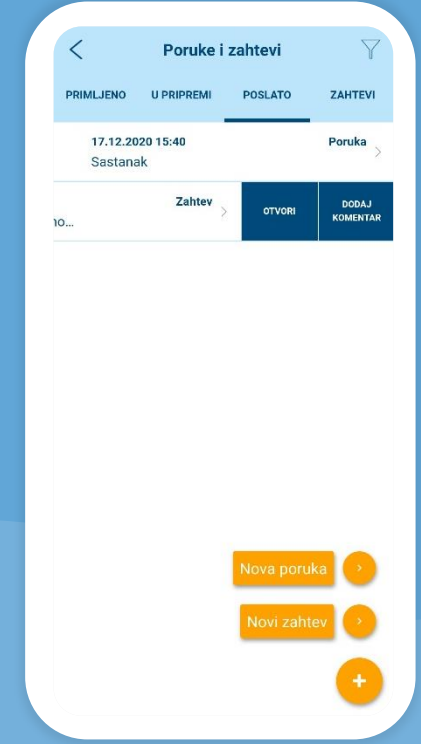 Poruke i zahtevi
PRIMLJENO U PRIPREMI POSLATO ZAHTEVI
17.12.2020 15:40 Poruka
Sastanak
Zahtev OTVORI DODAJ
KOMENTAR
no...
Nova poruka
Novi zahtev